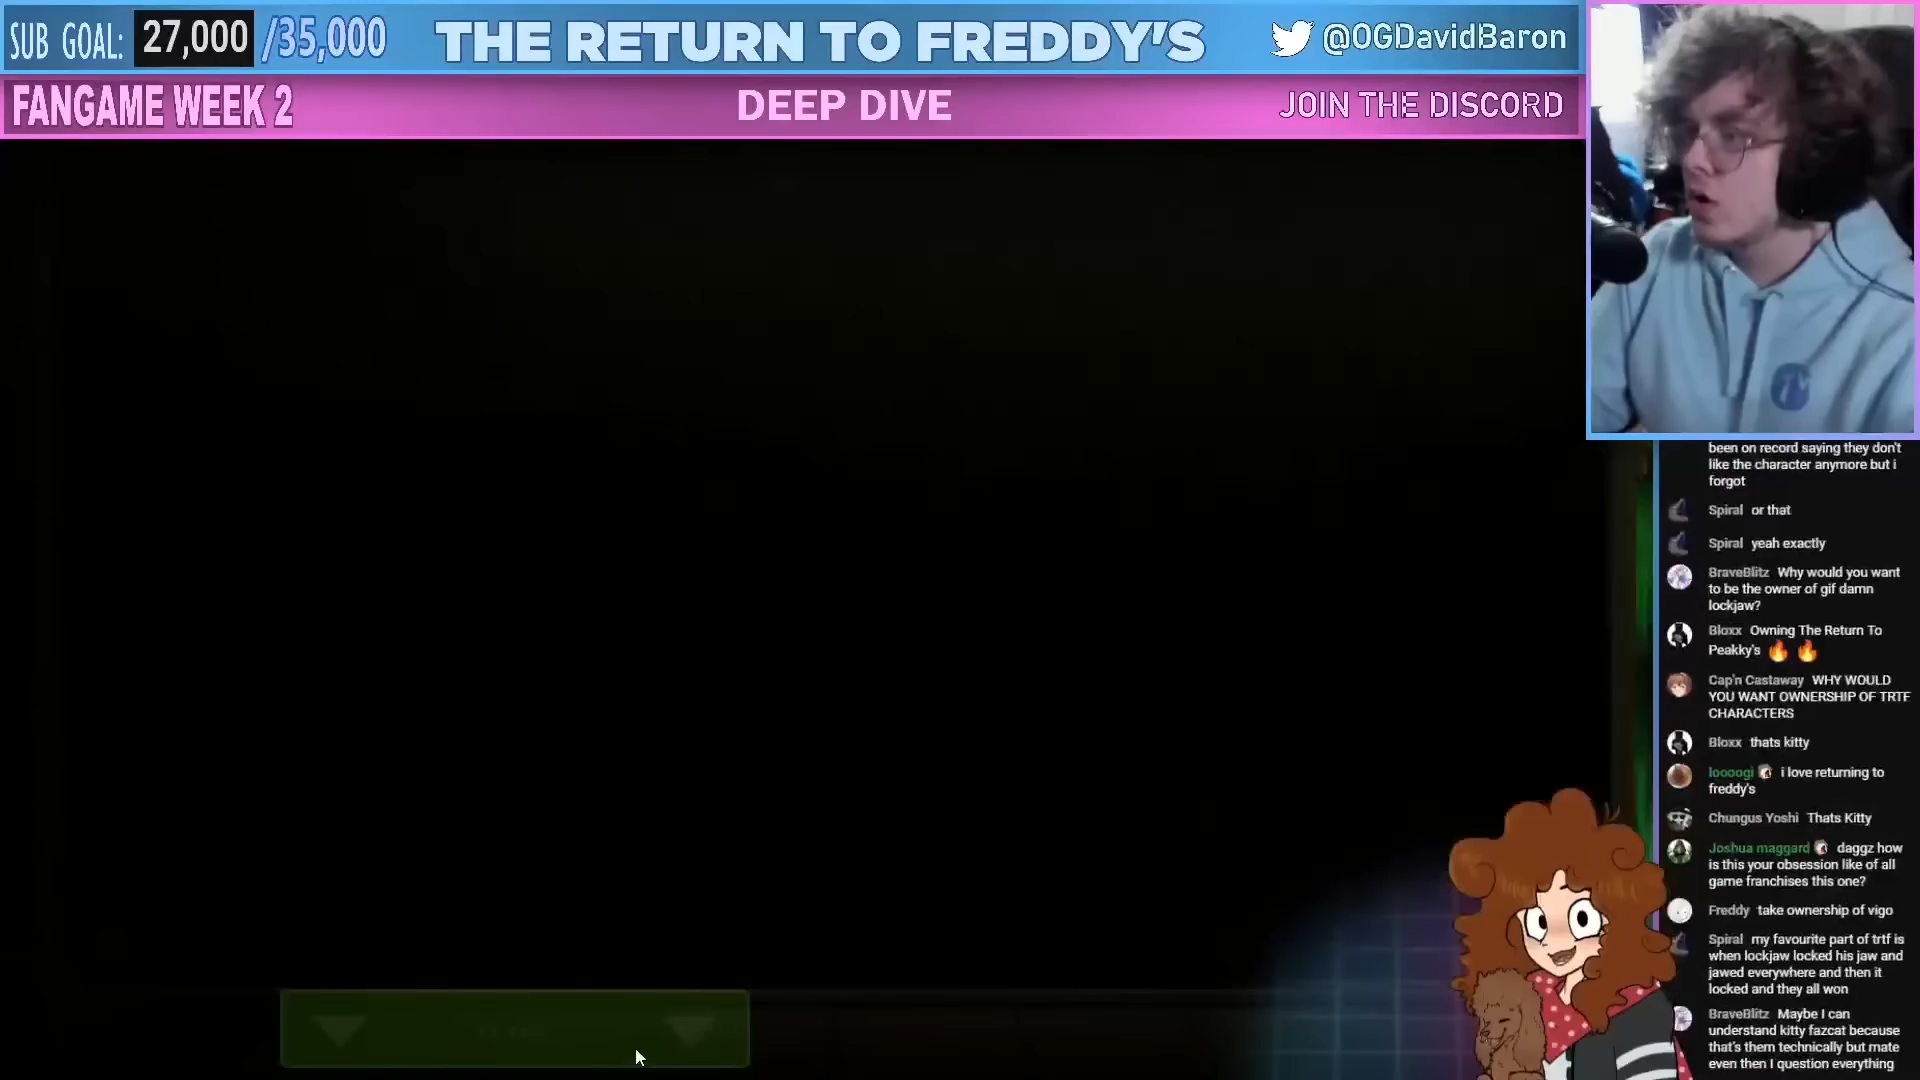 SUB GOAL: 27,000 /35,000
THE RETURN TO FREDDY'S
@OGDavidBaron
FANGAME WEEK 2
DEEP DIVE
JOIN THE DISCORD
been on record saying they don't
like the character anymore but i
forgot
Spiral or that
Spiral yeah exactly
BraveBlitz Why would you want
to be the owner of gif damn
lockjaw?
Bloxx Owning The Return To
Peakky's 🔥 🔥
Cap'n Castaway WHY WOULD
YOU WANT OWNERSHIP OF TRTF
CHARACTERS
Bloxx thats kitty
loooogi i love returning to
freddy's
Chungus Yoshi Thats Kitty
Joshua maggard daggz how
is this your obsession like of all
game franchises this one?
Freddy take ownership of vigo
Spiral my favourite part of trtf is
when lockjaw locked his jaw and
jawed everywhere and then it
locked and they all won
BraveBlitz Maybe I can
understand kitty fazcat because
that's them technically but mate
even then I question everything